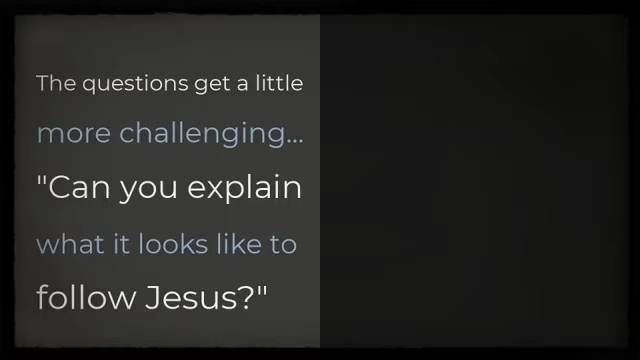 The questions get a little
more challenging...
"Can you explain
what it looks like to
follow Jesus?"